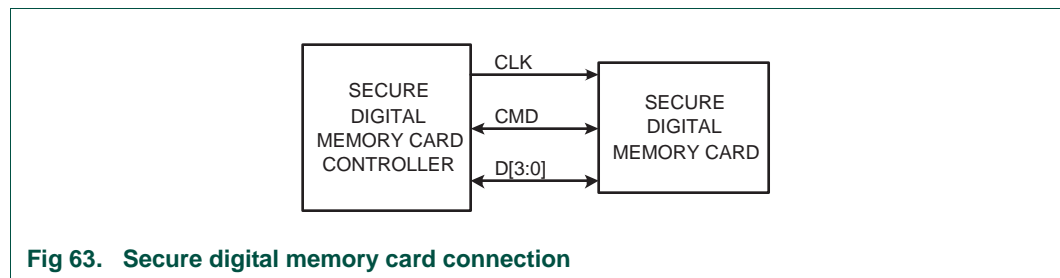 SECURE
DIGITAL
MEMORY CARD
CONTROLLER
CLK
CMD
D[3:0]
SECURE
DIGITAL
MEMORY CARD
Fig 63. Secure digital memory card connection